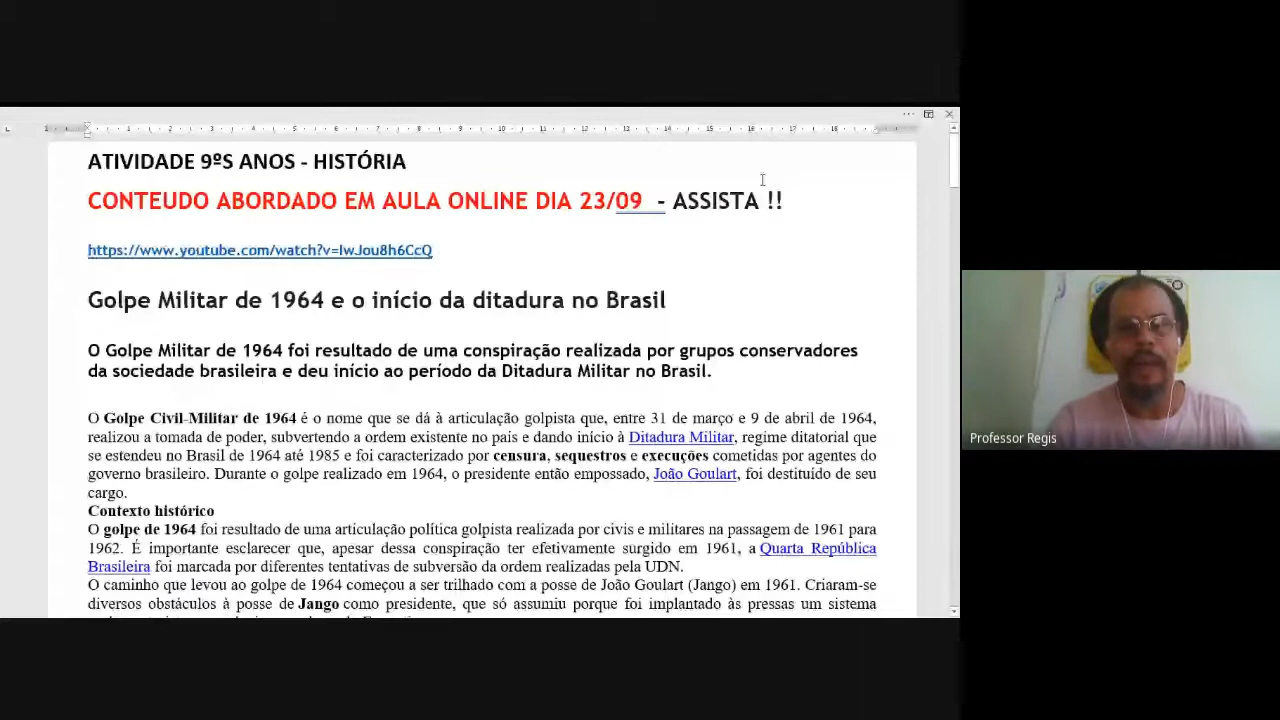 ATIVIDADE 9ºS ANOS - HISTÓRIA
CONTEUDO ABORDADO EM AULA ONLINE DIA 23/09 - ASSISTA !!
https://www.youtube.com/watch?v=IwJou8h6CcQ
Golpe Militar de 1964 e o início da ditadura no Brasil
O Golpe Militar de 1964 foi resultado de uma conspiração realizada por grupos conservadores
da sociedade brasileira e deu início ao período da Ditadura Militar no Brasil.
O Golpe Civil-Militar de 1964 é o nome que se dá à articulação golpista que, entre 31 de março e 9 de abril de 1964,
realizou a tomada de poder, subvertendo a ordem existente no país e dando início à Ditadura Militar, regime ditatorial que
se estendeu no Brasil de 1964 até 1985 e foi caracterizado por censura, sequestros e execuções cometidas por agentes do
governo brasileiro. Durante o golpe realizado em 1964, o presidente então empossado, João Goulart, foi destituído de seu
cargo.
Contexto histórico
O golpe de 1964 foi resultado de uma articulação política golpista realizada por civis e militares na passagem de 1961 para
1962. É importante esclarecer que, apesar dessa conspiração ter efetivamente surgido em 1961, a Quarta República
Brasileira foi marcada por diferentes tentativas de subversão da ordem realizadas pela UDN.
O caminho que levou ao golpe de 1964 começou a ser trilhado com a posse de João Goulart (Jango) em 1961. Criaram-se
diversos obstáculos à posse de Jango como presidente, que só assumiu porque foi implantado às pressas um sistema
Professor Regis